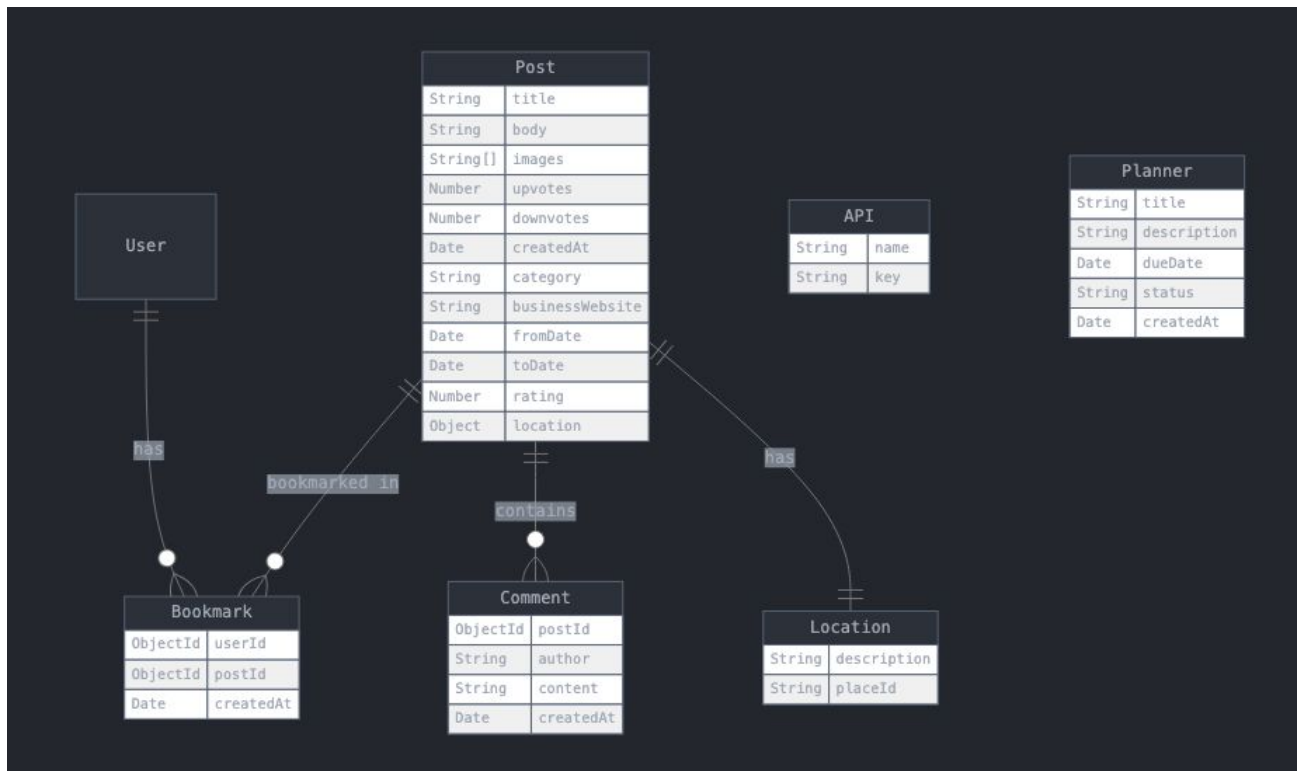 Post
String title
String body
String[] images
Number upvotes
Number downvotes
Date createdAt
String category
String businessWebsite
Date fromDate
Date toDate
Number rating
Object location
User
API
String name
String key
Planner
String title
String description
Date dueDate
String status
Date createdAt
has
bookmarked in
contains
has
Bookmark
ObjectId userId
ObjectId postId
Date createdAt
Comment
ObjectId postId
String author
String content
Date createdAt
Location
String description
String placeId